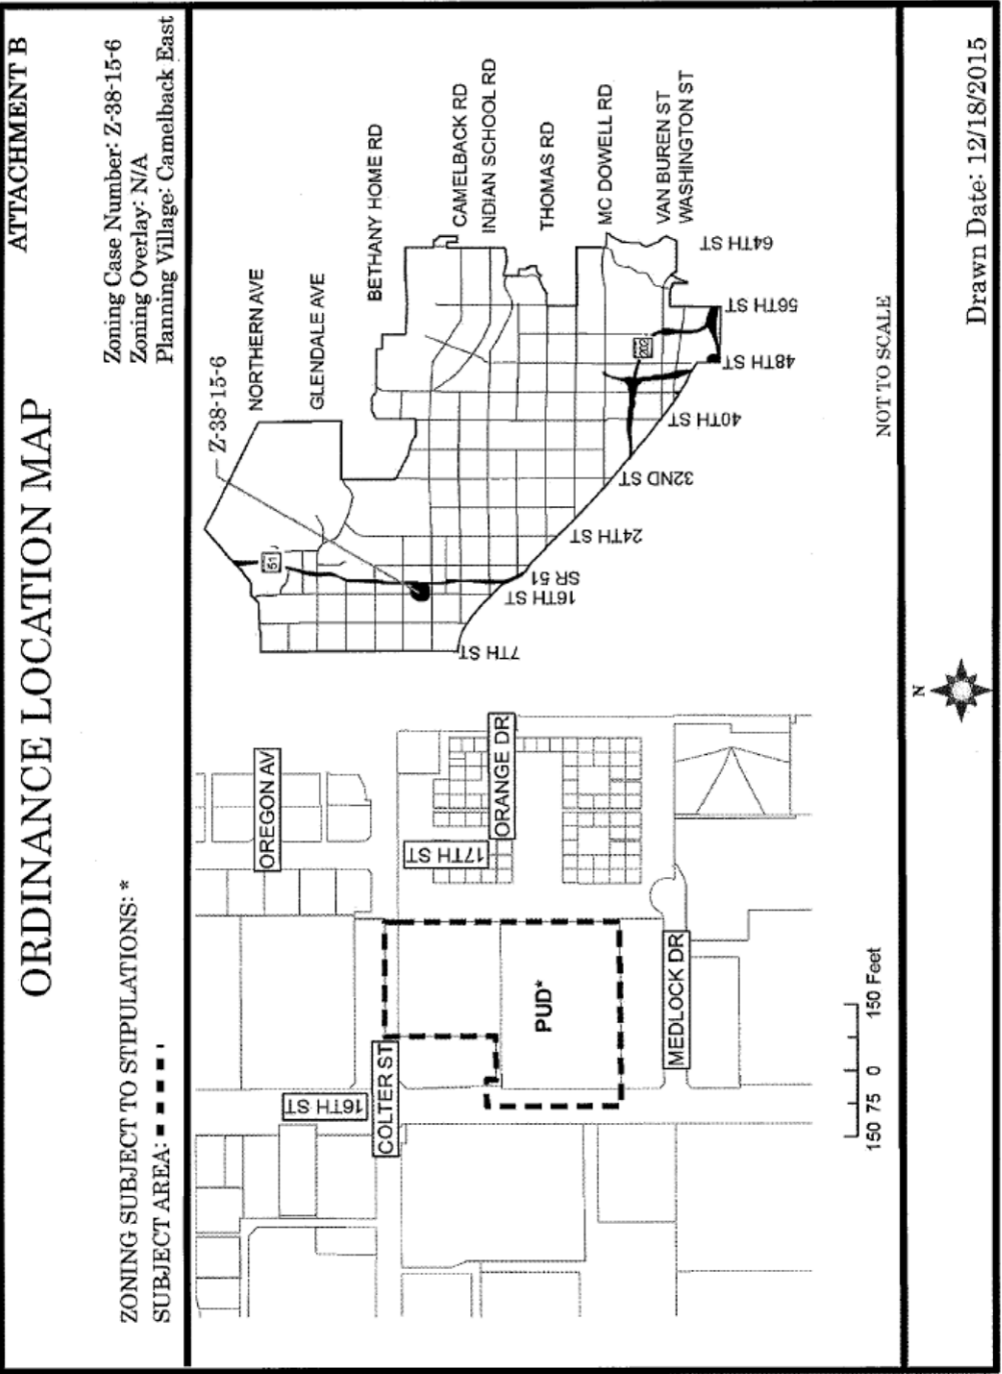 ORDINANCE LOCATION MAP
ATTACHMENT B
ZONING SUBJECT TO STIPULATIONS: *
SUBJECT AREA:
Zoning Case Number: Z-38-15-6
Zoning Overlay: N/A
Planning Village: Camelback East
OREGON AV
16TH ST
COLTER ST
17TH ST
ORANGE DR
PUD*
MEDLOCK DR
150 75 0 150 Feet
Z-38-15-6
NORTHERN AVE
GLENDALE AVE
BETHANY HOME RD
CAMELBACK RD
INDIAN SCHOOL RD
THOMAS RD
MC DOWELL RD
VAN BUREN ST
WASHINGTON ST
51
202
7TH ST
16TH ST
SR 51
24TH ST
32ND ST
40TH ST
48TH ST
56TH ST
64TH ST
NOT TO SCALE
N
Drawn Date: 12/18/2015